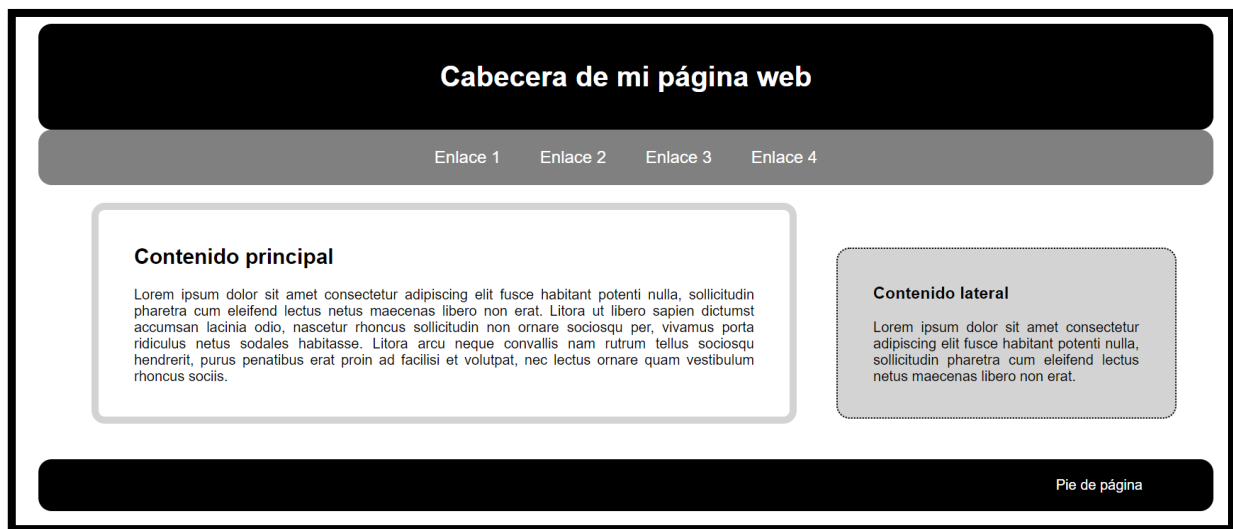 Cabecera de mi página web
Enlace 1 Enlace 2 Enlace 3 Enlace 4
Contenido principal
Lorem ipsum dolor sit amet consectetur adipiscing elit fusce habitant potenti nulla, sollicitudin
pharetra cum eleifend lectus netus maecenas libero non erat. Litora ut libero sapien dictumst
accumsan lacinia odio, nascetur rhoncus sollicitudin non ornare sociosqu per, vivamus porta
ridiculus netus sodales habitasse. Litora arcu neque convallis nam rutrum tellus sociosqu
hendrerit, purus penatibus erat proin ad facilisi et volutpat, nec lectus ornare quam vestibulum
rhoncus sociis.
Contenido lateral
Lorem ipsum dolor sit amet consectetur
adipiscing elit fusce habitant potenti nulla,
sollicitudin pharetra cum eleifend lectus
netus maecenas libero non erat.
Pie de página